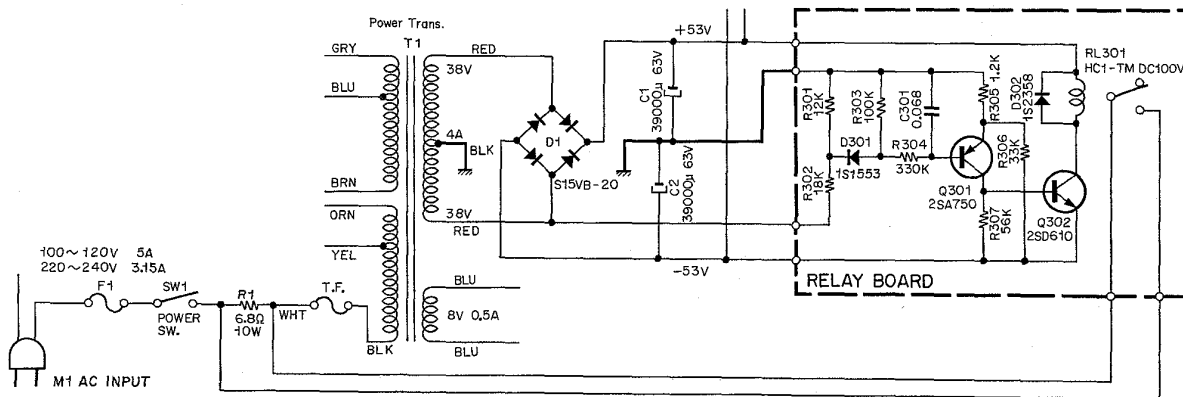 Power Trans.
T1
GRY
BLU
BRN
ORN
YEL
WHT
BLK
RED
38V
4A
BLK
38V
RED
BLU
8V 0.5A
BLU
D1
S15VB-20
C1
39000μ 63V
C2
39000μ 63V
+53V
-53V
R301
12K
R303
100K
C301
0.068
R305 1.2K
D302
1S2358
RL301
HC1-TM DC100V
D301
1S1553
R304
330K
R302
18K
R306
33K
Q301
2SA750
R307
56K
Q302
2SD610
RELAY BOARD
100~120V 5A
220~240V 3.15A
F1
SW1
POWER
SW.
R1
6.8Ω
10W
T.F.
M1 AC INPUT